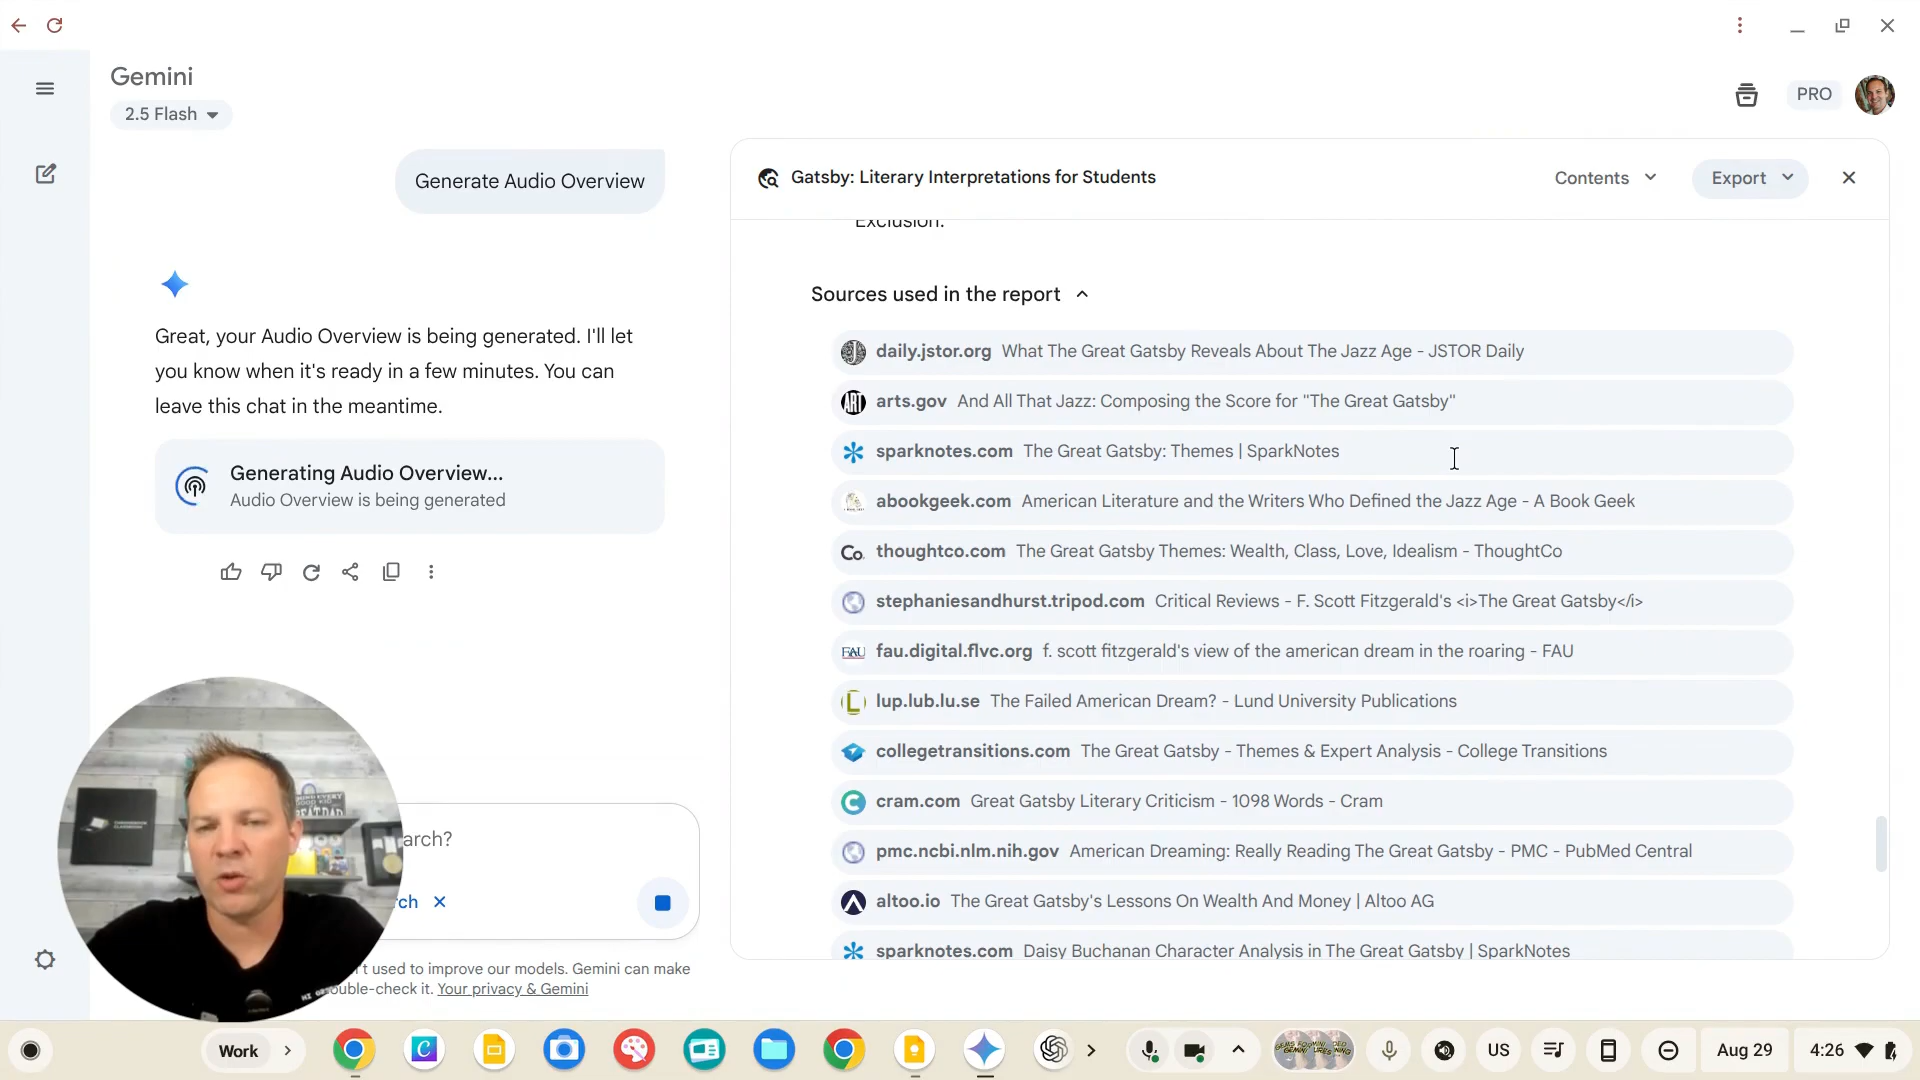 Gemini
2.5 Flash
PRO
Generate Audio Overview
Great, your Audio Overview is being generated. I'll let
you know when it's ready in a few minutes. You can
leave this chat in the meantime.
Generating Audio Overview...
Audio Overview is being generated
arch?
rch
t used to improve our models. Gemini can make
ouble-check it. Your privacy & Gemini
Gatsby: Literary Interpretations for Students
Contents
Export
Exclusion.
Sources used in the report
daily.jstor.org What The Great Gatsby Reveals About The Jazz Age - JSTOR Daily
ART arts.gov And All That Jazz: Composing the Score for "The Great Gatsby"
sparknotes.com The Great Gatsby: Themes | SparkNotes
abookgeek.com American Literature and the Writers Who Defined the Jazz Age - A Book Geek
Co. thoughtco.com The Great Gatsby Themes: Wealth, Class, Love, Idealism - ThoughtCo
stephaniesandhurst.tripod.com Critical Reviews - F. Scott Fitzgerald's <i>The Great Gatsby</i>
FAU fau.digital.flvc.org f. scott fitzgerald's view of the american dream in the roaring - FAU
L lup.lub.lu.se The Failed American Dream? - Lund University Publications
collegetransitions.com The Great Gatsby - Themes & Expert Analysis - College Transitions
C cram.com Great Gatsby Literary Criticism - 1098 Words - Cram
pmc.ncbi.nlm.nih.gov American Dreaming: Really Reading The Great Gatsby - PMC - PubMed Central
altoo.io The Great Gatsby's Lessons On Wealth And Money | Altoo AG
sparknotes.com Daisy Buchanan Character Analysis in The Great Gatsby | SparkNotes
Work
US
Aug 29
4:26